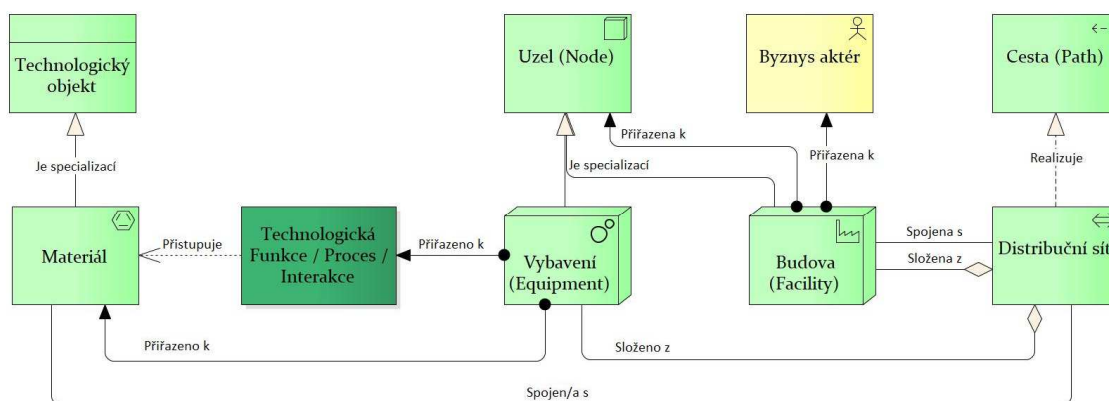 Technologický
objekt
Uzel (Node)
Byznys aktér
Cesta (Path)
Přiřazena k
Je specializací
Je specializací
Přiřazena k
Realizuje
Materiál
Přistupuje
Technologická
Funkce / Proces /
Interakce
Přiřazeno k
Vybavení
(Equipment)
Budova
(Facility)
Spojena s
Složena z
Distribuční sít
Přiřazeno k
Složeno z
Spojen/a s